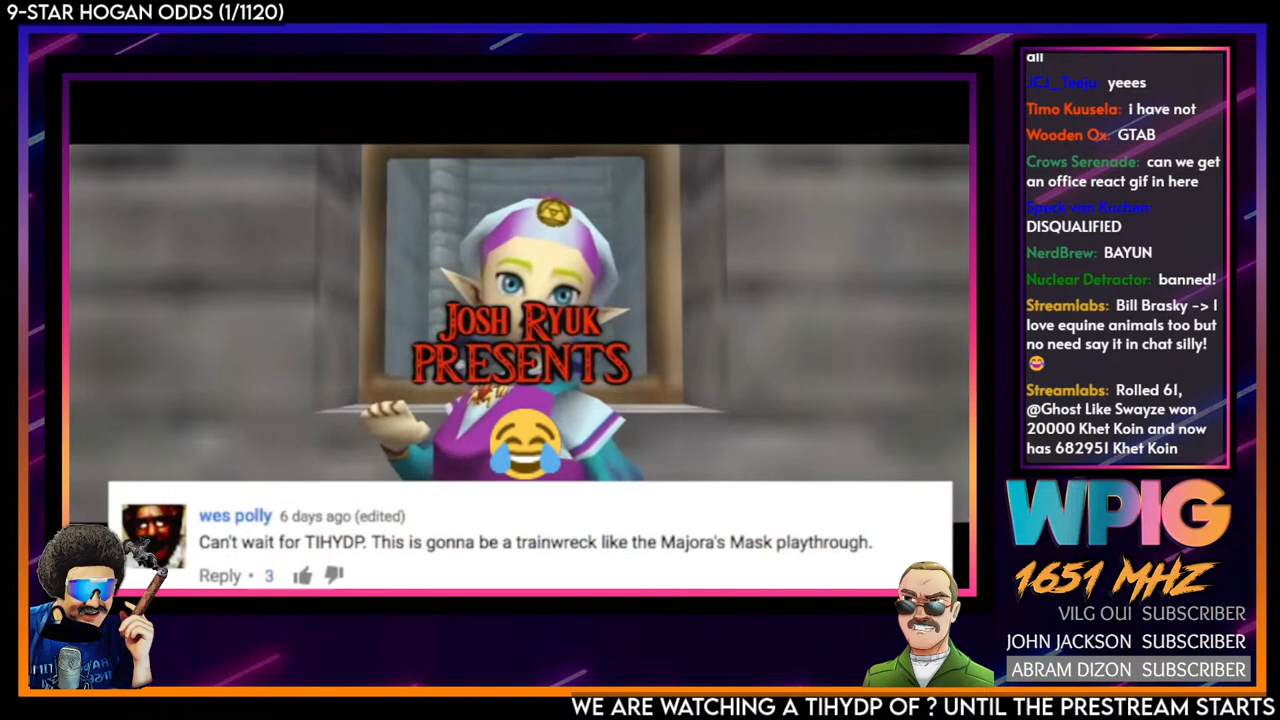 9-STAR HOGAN ODDS (1/1120)
all
JCJ_Teeju: yeees
Timo Kuusela: i have not
Wooden Ox: GTAB
Crows Serenade: can we get
an office react gif in here
Speck van Kuchen:
DISQUALIFIED
NerdBrew: BAYUN
Nuclear Detractor: banned!
Streamlabs: Bill Brasky -> I
love equine animals too but
no need say it in chat silly!
😂
Streamlabs: Rolled 61,
@Ghost Like Swayze won
20000 Khet Koin and now
has 682951 Khet Koin
JOSH RYUK
PRESENTS
😂
wes polly 6 days ago (edited)
Can't wait for TIHYDP. This is gonna be a trainwreck like the Majora's Mask playthrough.
Reply • 3
WPIG
1651 MHZ
VILG OUI SUBSCRIBER
JOHN JACKSON SUBSCRIBER
ABRAM DIZON SUBSCRIBER
WE ARE WATCHING A TIHYDP OF ? UNTIL THE PRESTREAM STARTS